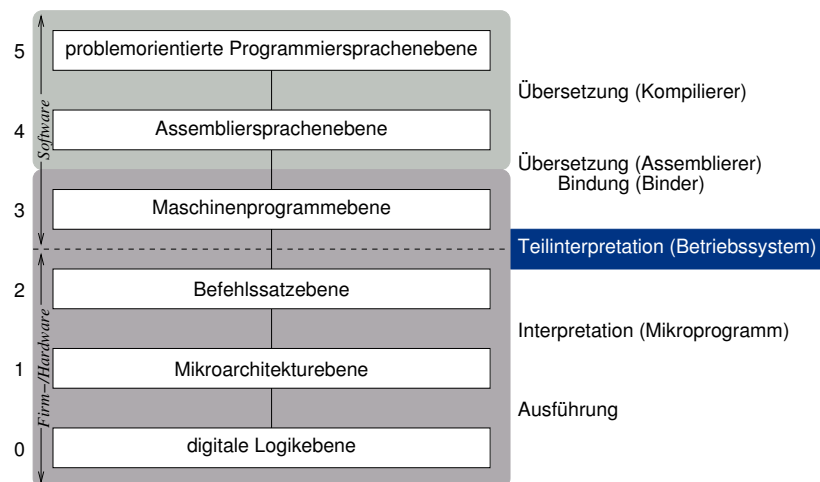 5
problemorientierte Programmiersprachenebene
Übersetzung (Kompilierer)
4
Assembliersprachenebene
Software
Übersetzung (Assemblierer)
Bindung (Binder)
3
Maschinenprogrammebene
Teilinterpretation (Betriebssystem)
2
Befehlssatzebene
Interpretation (Mikroprogramm)
1
Mikroarchitekturebene
Firm-/Hardware
Ausführung
0
digitale Logikebene